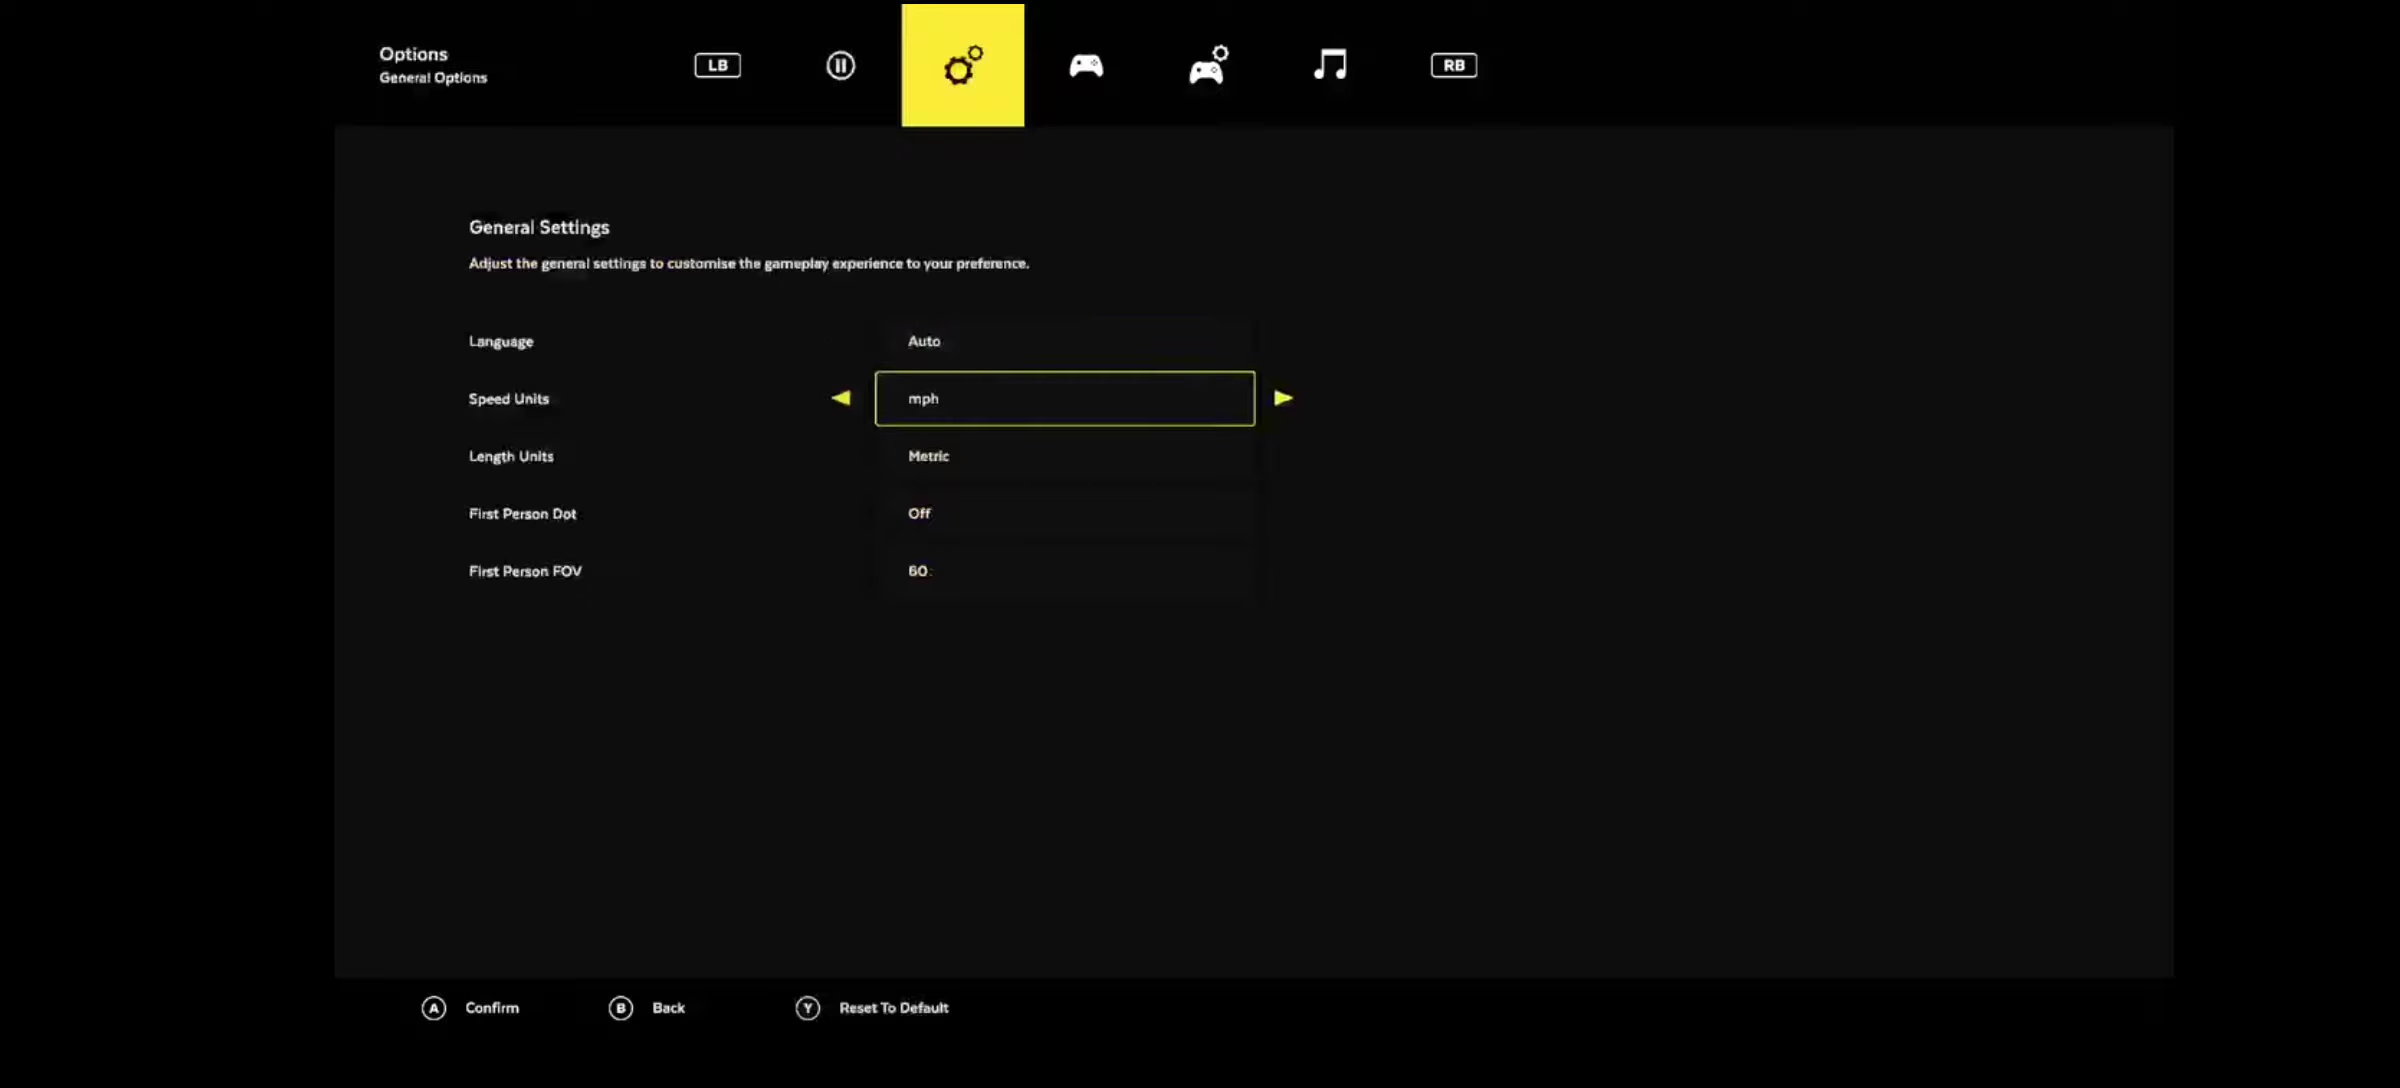 Options
General Options
LB
RB
General Settings
Adjust the general settings to customise the gameplay experience to your preference.
Language Auto
Speed Units mph
Length Units Metric
First Person Dot Off
First Person FOV 60
A Confirm B Back Y Reset To Default